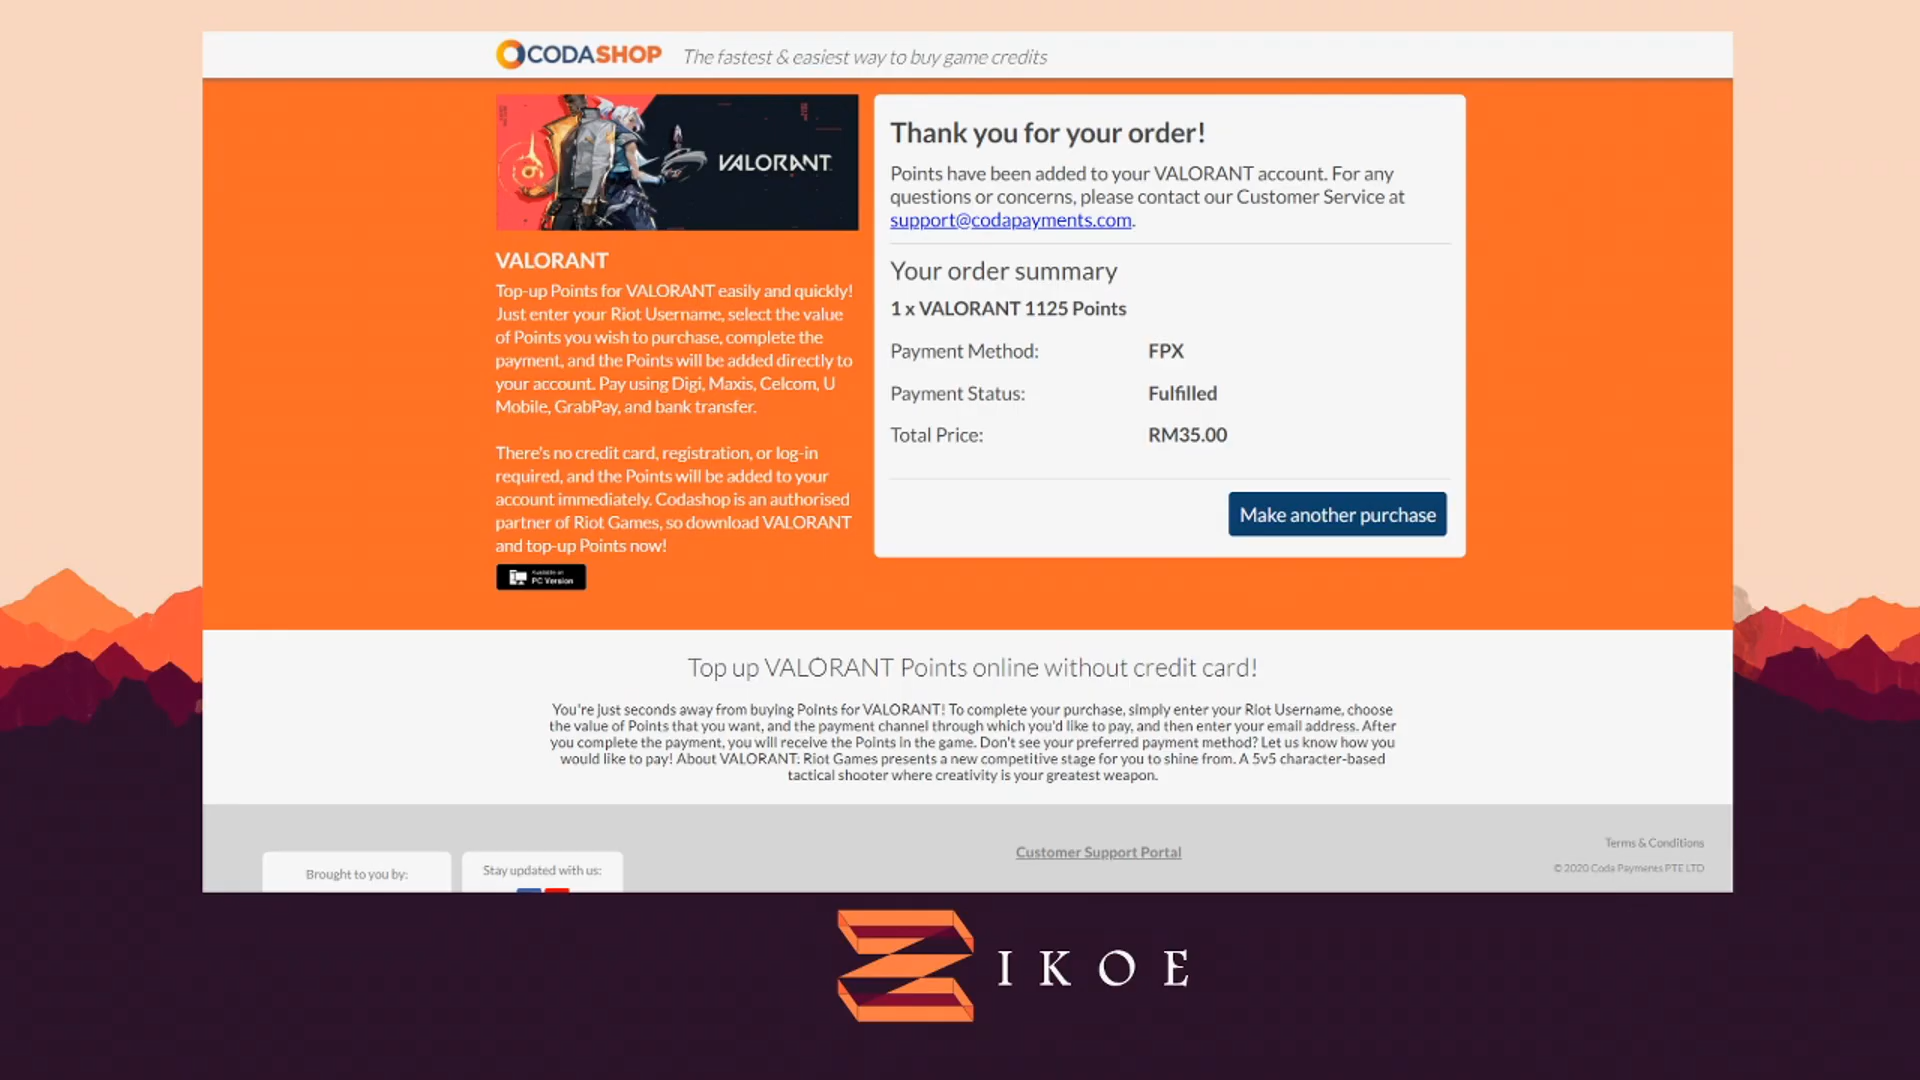 CODASHOP The fastest & easiest way to buy game credits
VALORANT
VALORANT
Top-up Points for VALORANT easily and quickly!
Just enter your Riot Username, select the value
of Points you wish to purchase, complete the
payment, and the Points will be added directly to
your account. Pay using Digi, Maxis, Celcom, U
Mobile, GrabPay, and bank transfer.
There's no credit card, registration, or log-in
required, and the Points will be added to your
account immediately. Codashop is an authorised
partner of Riot Games, so download VALORANT
and top-up Points now!
Available on
PC Version
Thank you for your order!
Points have been added to your VALORANT account. For any
questions or concerns, please contact our Customer Service at
support@codapayments.com.
Your order summary
1 x VALORANT 1125 Points
Payment Method: FPX
Payment Status: Fulfilled
Total Price: RM35.00
Make another purchase
Top up VALORANT Points online without credit card!
You're just seconds away from buying Points for VALORANT! To complete your purchase, simply enter your Riot Username, choose
the value of Points that you want, and the payment channel through which you'd like to pay, and then enter your email address. After
you complete the payment, you will receive the Points in the game. Don't see your preferred payment method? Let us know how you
would like to pay! About VALORANT: Riot Games presents a new competitive stage for you to shine from. A 5v5 character-based
tactical shooter where creativity is your greatest weapon.
Brought to you by:
Stay updated with us:
Customer Support Portal
Terms & Conditions
© 2020 Coda Payments PTE LTD
ZIKOE